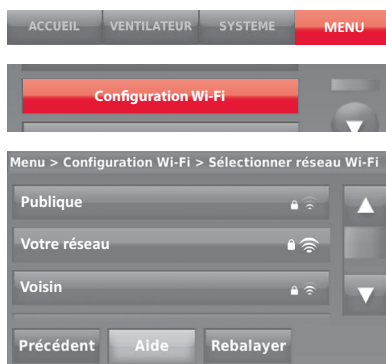 ACCUEIL VENTILATEUR SYSTEME MENU
Configuration Wi-Fi
Menu > Configuration Wi-Fi > Sélectionner réseau Wi-Fi
Publique
Votre réseau
Voisin
Précédent Aide Rebalayer